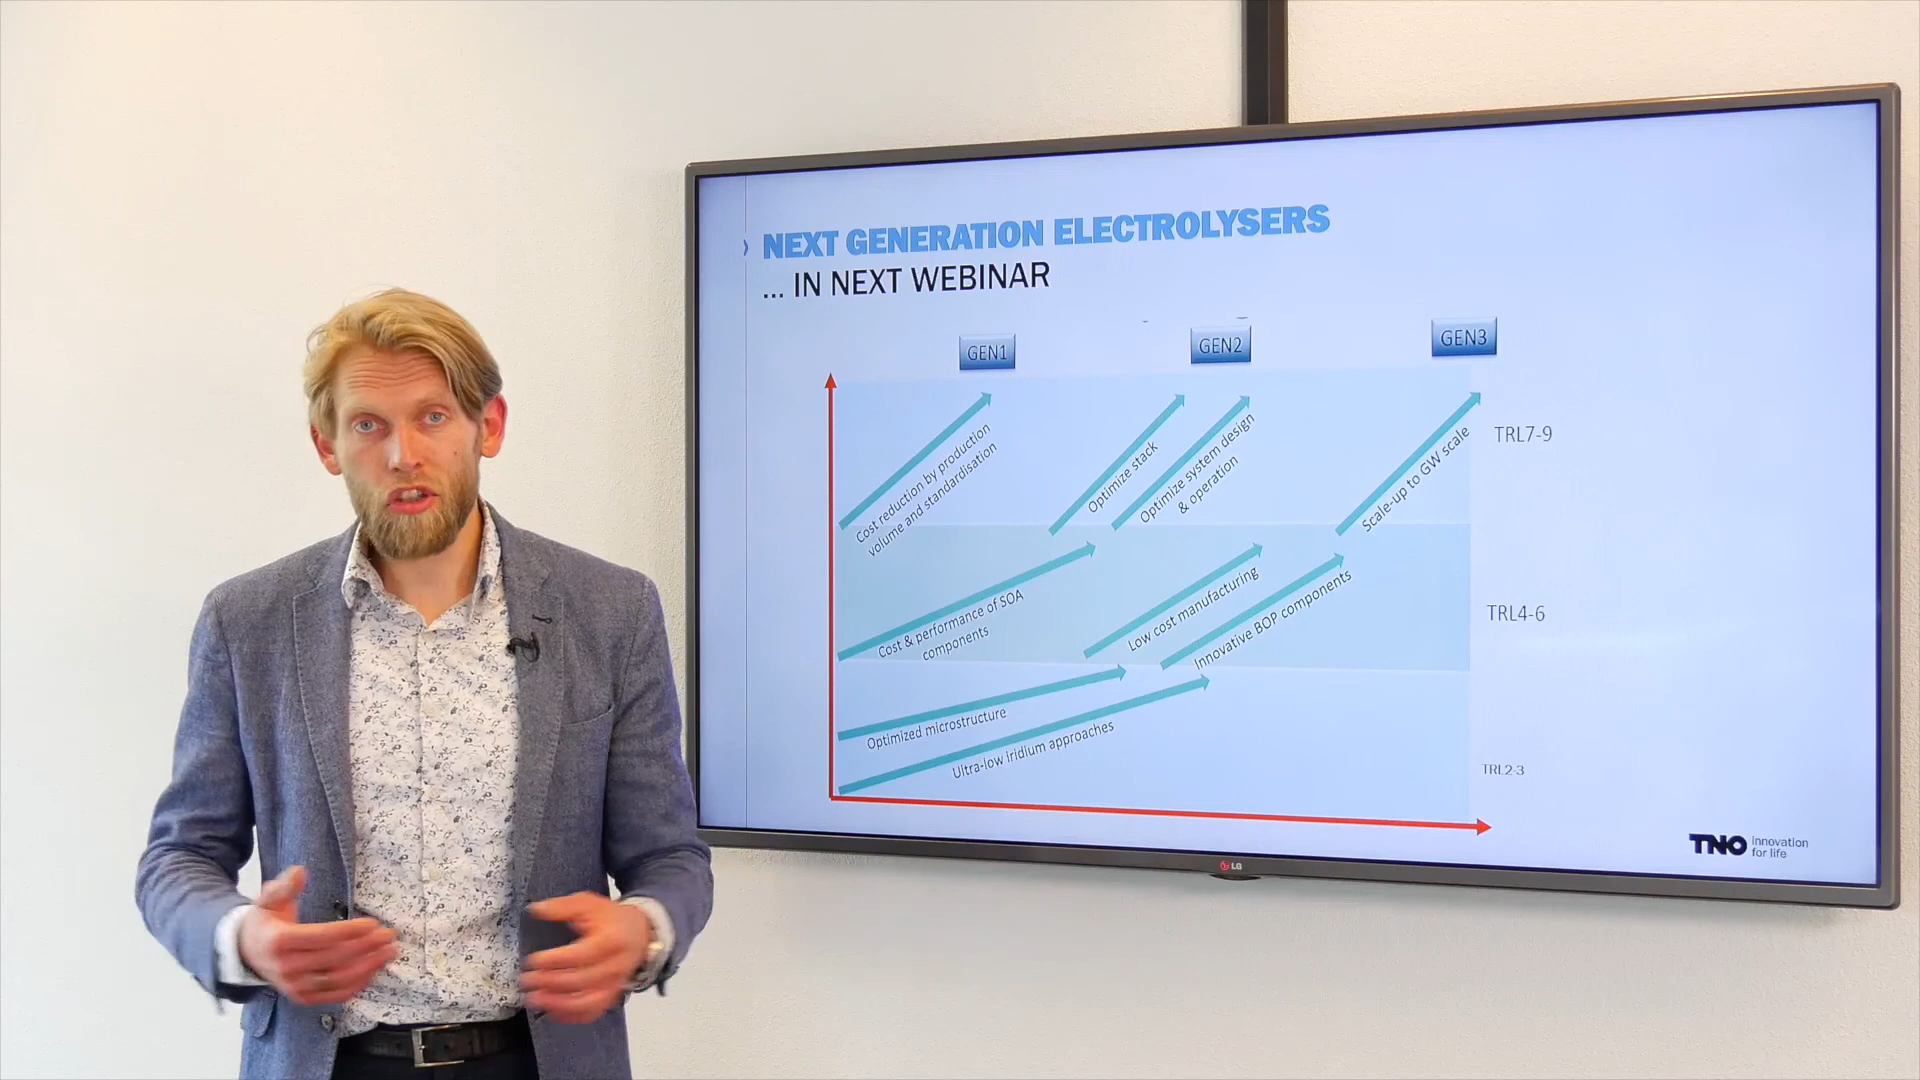 › NEXT GENERATION ELECTROLYSERS
... IN NEXT WEBINAR
GEN1
GEN2
GEN3
Cost reduction by production
volume and standardisation
Optimize stack
Optimize system design
& operation
Scale-up to GW scale
TRL7-9
Cost & performance of SOA
components
Low cost manufacturing
Innovative BOP components
TRL4-6
Optimized microstructure
Ultra-low iridium approaches
TRL2-3
TNO innovation
for life
LG